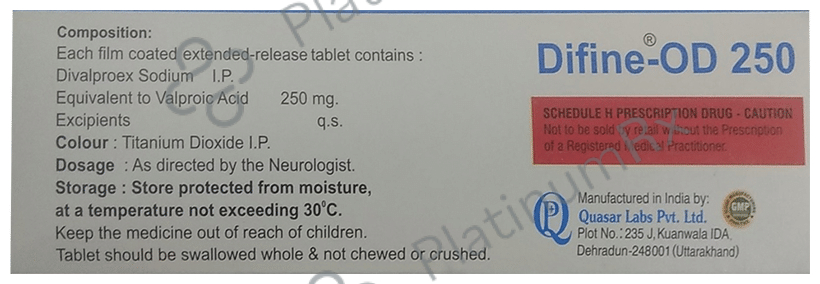 Composition:
Each film coated extended-release tablet contains :
Divalproex Sodium I.P.
Equivalent to Valproic Acid 250 mg.
Excipients q.s.
Colour : Titanium Dioxide I.P.
Dosage : As directed by the Neurologist.
Storage : Store protected from moisture,
at a temperature not exceeding 30⁰C.
Keep the medicine out of reach of children.
Tablet should be swallowed whole & not chewed or crushed.
Difine®-OD 250
SCHEDULE H PRESCRIPTION DRUG - CAUTION
Not to be sold by retail without the Prescription
of a Registered Medical Practitioner.
Manufactured in India by:
Quasar Labs Pvt. Ltd.
Plot No.: 235 J, Kuanwala IDA,
Dehradun-248001 (Uttarakhand)
GMP
PlatinumRx